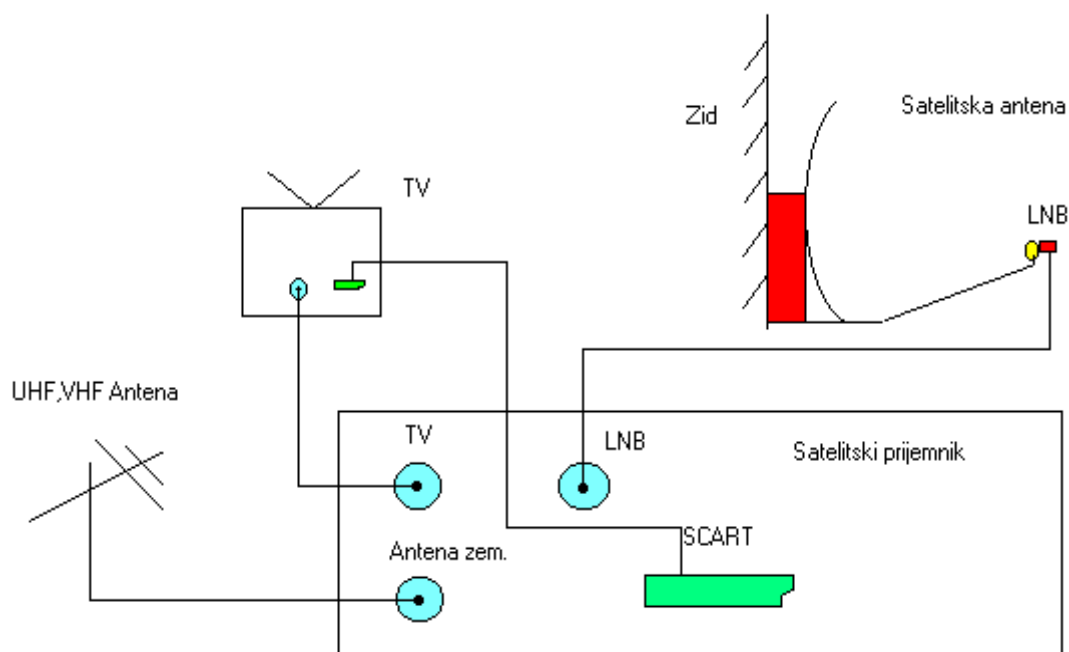 Zid
Satelitska antena
TV
LNB
UHF,VHF Antena
TV
LNB
Satelitski prijemnik
SCART
Antena zem.